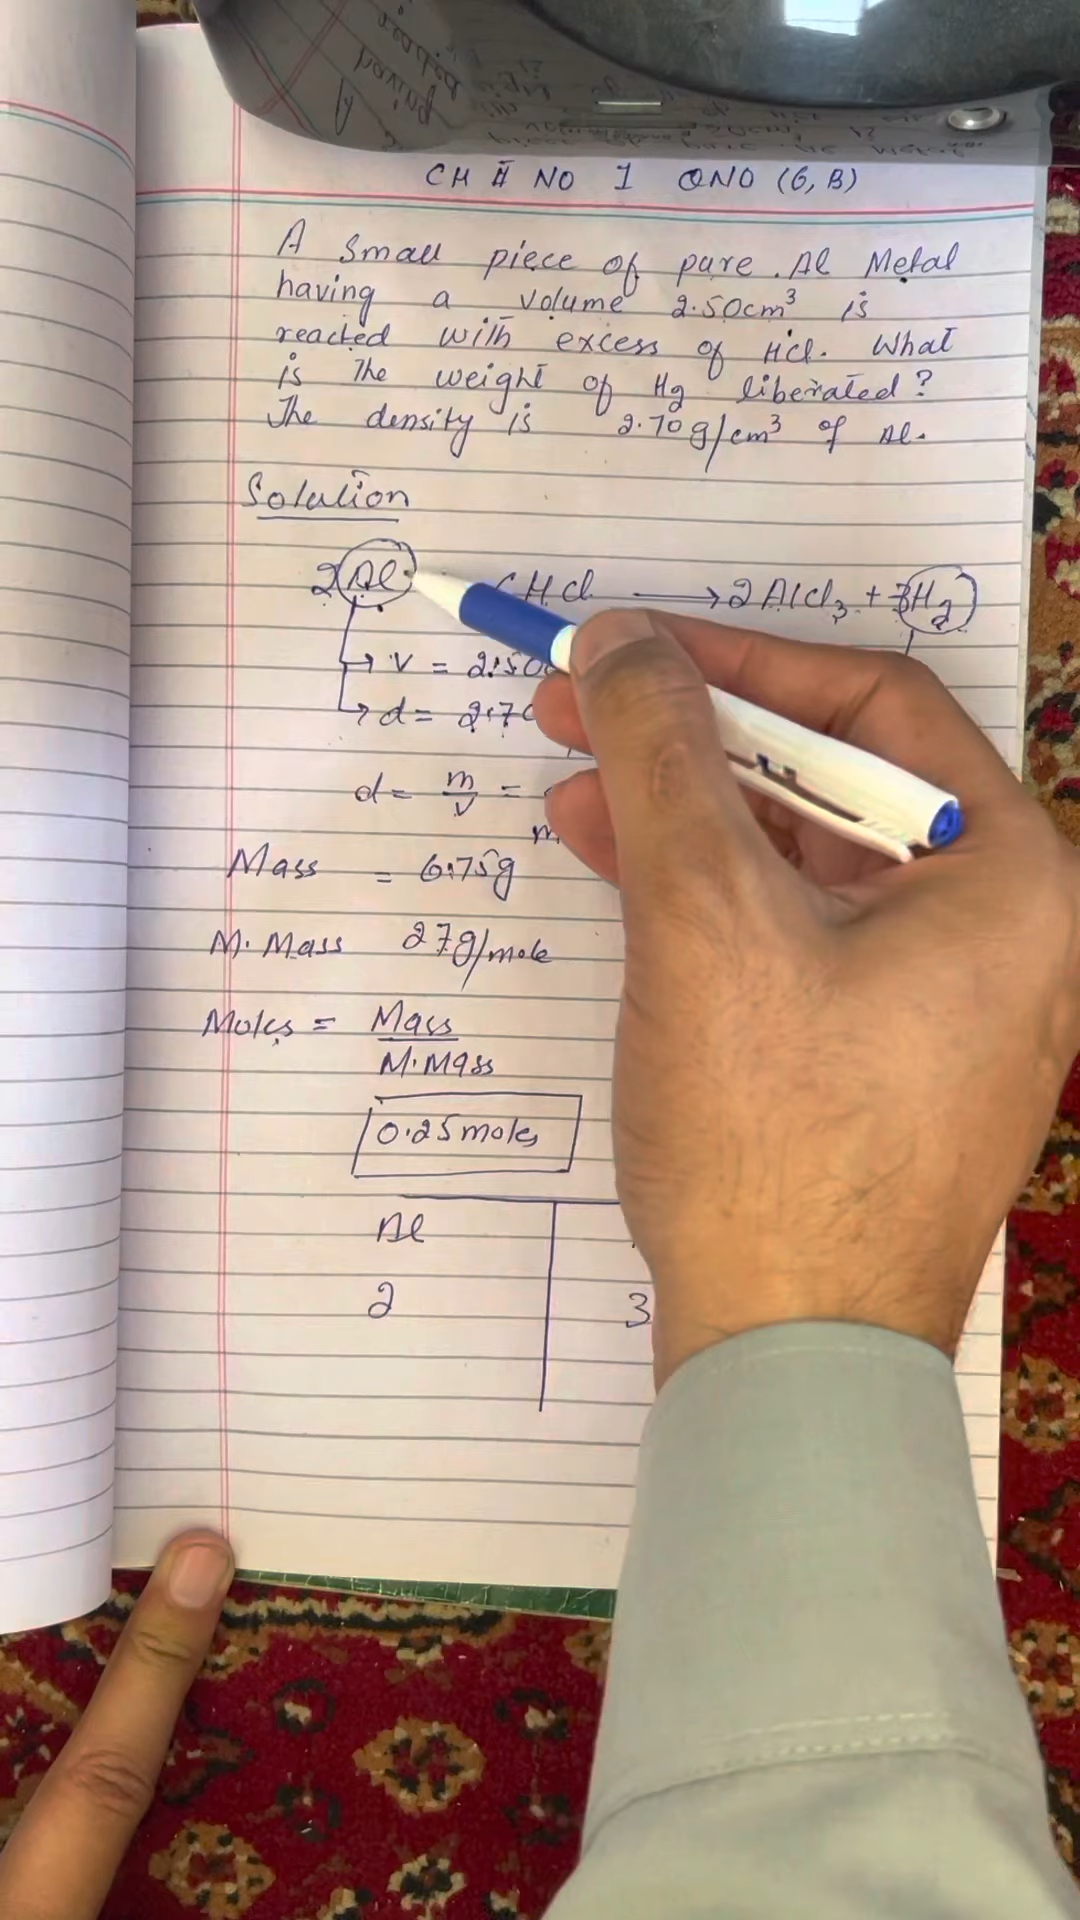 CH # NO 1 QNO (6, B)
A Small piece of pure Al Metal
having a volume 2.50cm³ is
reacted with excess of HCl. What
is The weight of H2 liberated?
The density is 2.70g/cm³ of Al.
Solution
2Al HCl → 2AlCl3 + 3H2
→ V = 2.50
→ d = 2.70
d = m/v =
m
Mass = 6.75g
M. Mass 27g/mole
Moles = Mass / M. Mass
0.25 moles
Al
2 3